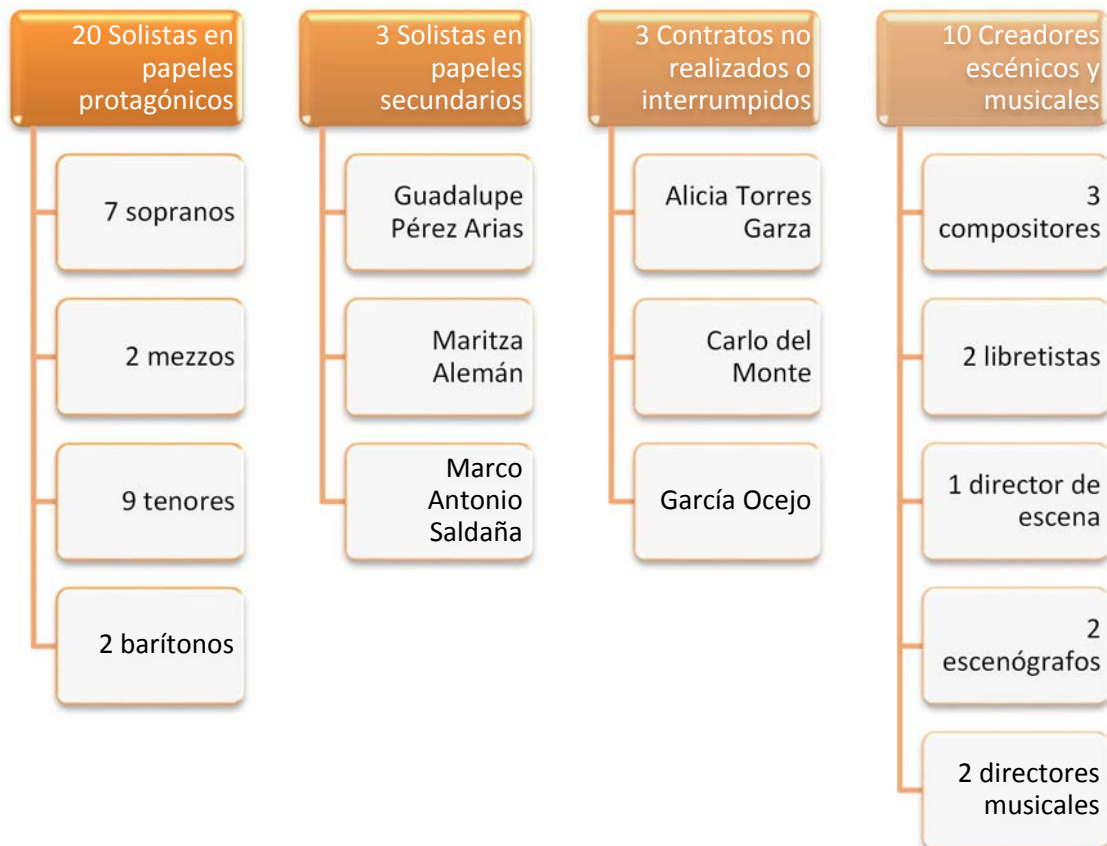 20 Solistas en
papeles
protagónicos
7 sopranos
2 mezzos
9 tenores
2 barítonos
3 Solistas en
papeles
secundarios
Guadalupe
Pérez Arias
Maritza
Alemán
Marco
Antonio
Saldaña
3 Contratos no
realizados o
interrumpidos
Alicia Torres
Garza
Carlo del
Monte
García Ocejo
10 Creadores
escénicos y
musicales
3
compositores
2 libretistas
1 director de
escena
2
escenógrafos
2 directores
musicales